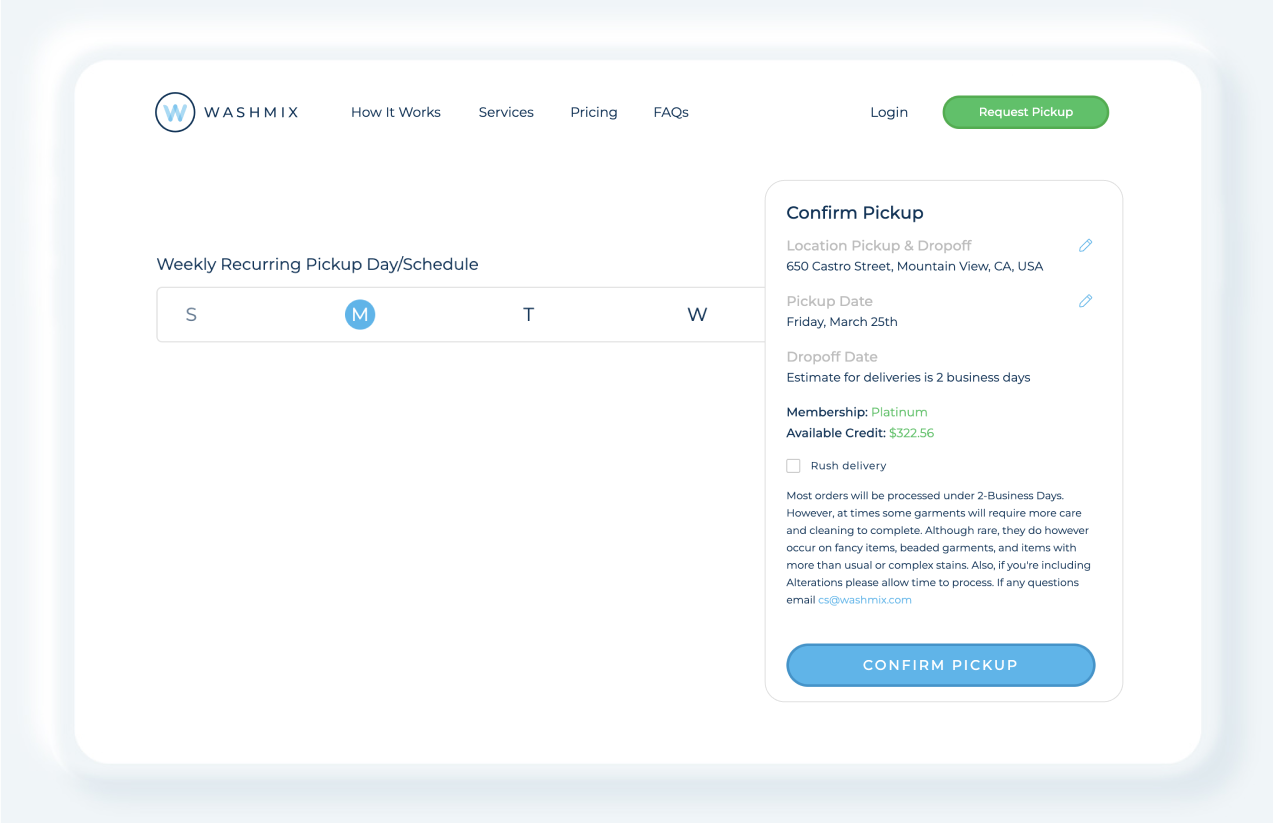 W WASHMIX How It Works Services Pricing FAQs Login Request Pickup
Weekly Recurring Pickup Day/Schedule
S M T W
Confirm Pickup
Location Pickup & Dropoff
650 Castro Street, Mountain View, CA, USA
Pickup Date
Friday, March 25th
Dropoff Date
Estimate for deliveries is 2 business days
Membership: Platinum
Available Credit: $322.56
Rush delivery
Most orders will be processed under 2-Business Days.
However, at times some garments will require more care
and cleaning to complete. Although rare, they do however
occur on fancy items, beaded garments, and items with
more than usual or complex stains. Also, if you're including
Alterations please allow time to process. If any questions
email cs@washmix.com
CONFIRM PICKUP